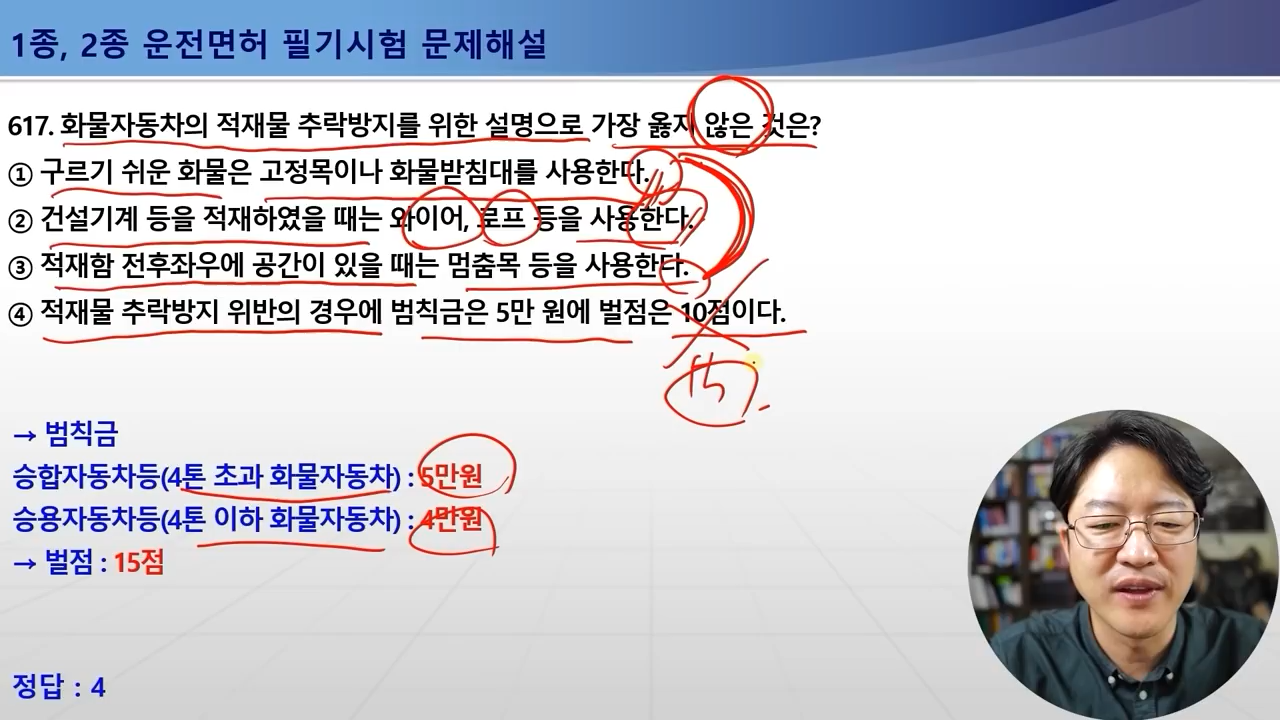 1종, 2종 운전면허 필기시험 문제해설
617. 화물자동차의 적재물 추락방지를 위한 설명으로 가장 옳지 않은 것은?
① 구르기 쉬운 화물은 고정목이나 화물받침대를 사용한다.
② 건설기계 등을 적재하였을 때는 와이어, 로프 등을 사용한다.
③ 적재함 전후좌우에 공간이 있을 때는 멈춤목 등을 사용한다.
④ 적재물 추락방지 위반의 경우에 범칙금은 5만 원에 벌점은 10점이다.
15
→ 범칙금
승합자동차등(4톤 초과 화물자동차) : 5만원
승용자동차등(4톤 이하 화물자동차) : 4만원
→ 벌점 : 15점
정답 : 4